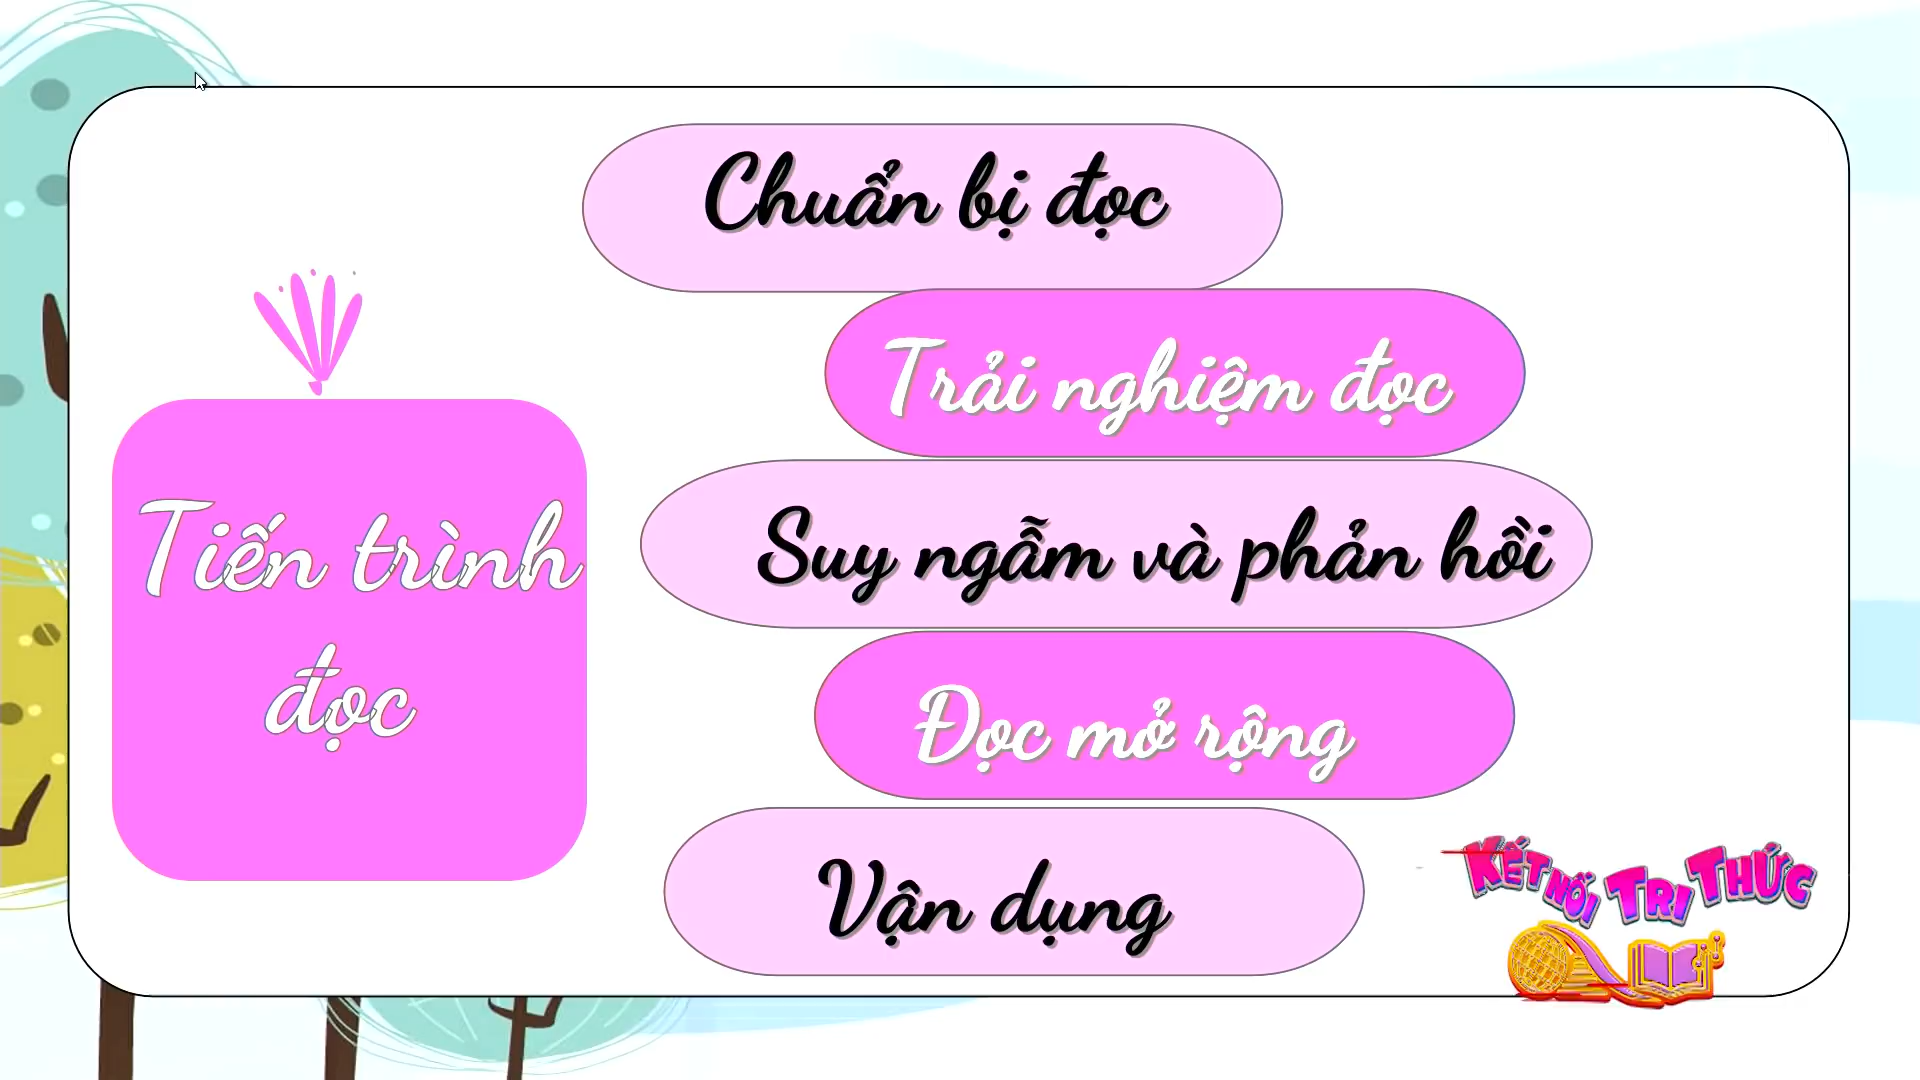 Chuẩn bị đọc
Trải nghiệm đọc
Tiến trình
đọc
Suy ngẫm và phản hồi
Đọc mở rộng
Vận dụng
KẾT NỐI TRI THỨC